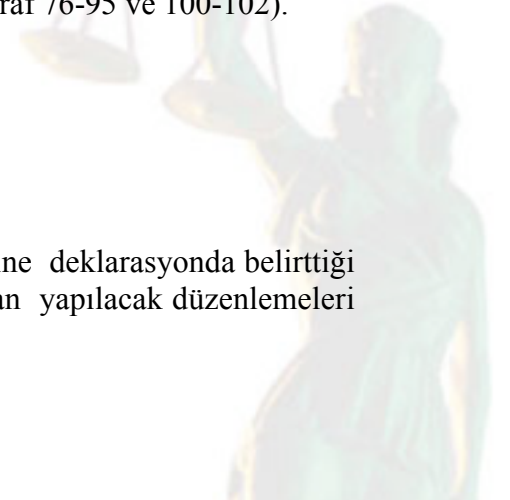 raf 76-95 ve 100-102).
ne deklarasyonda belirttiği
an yapılacak düzenlemeleri